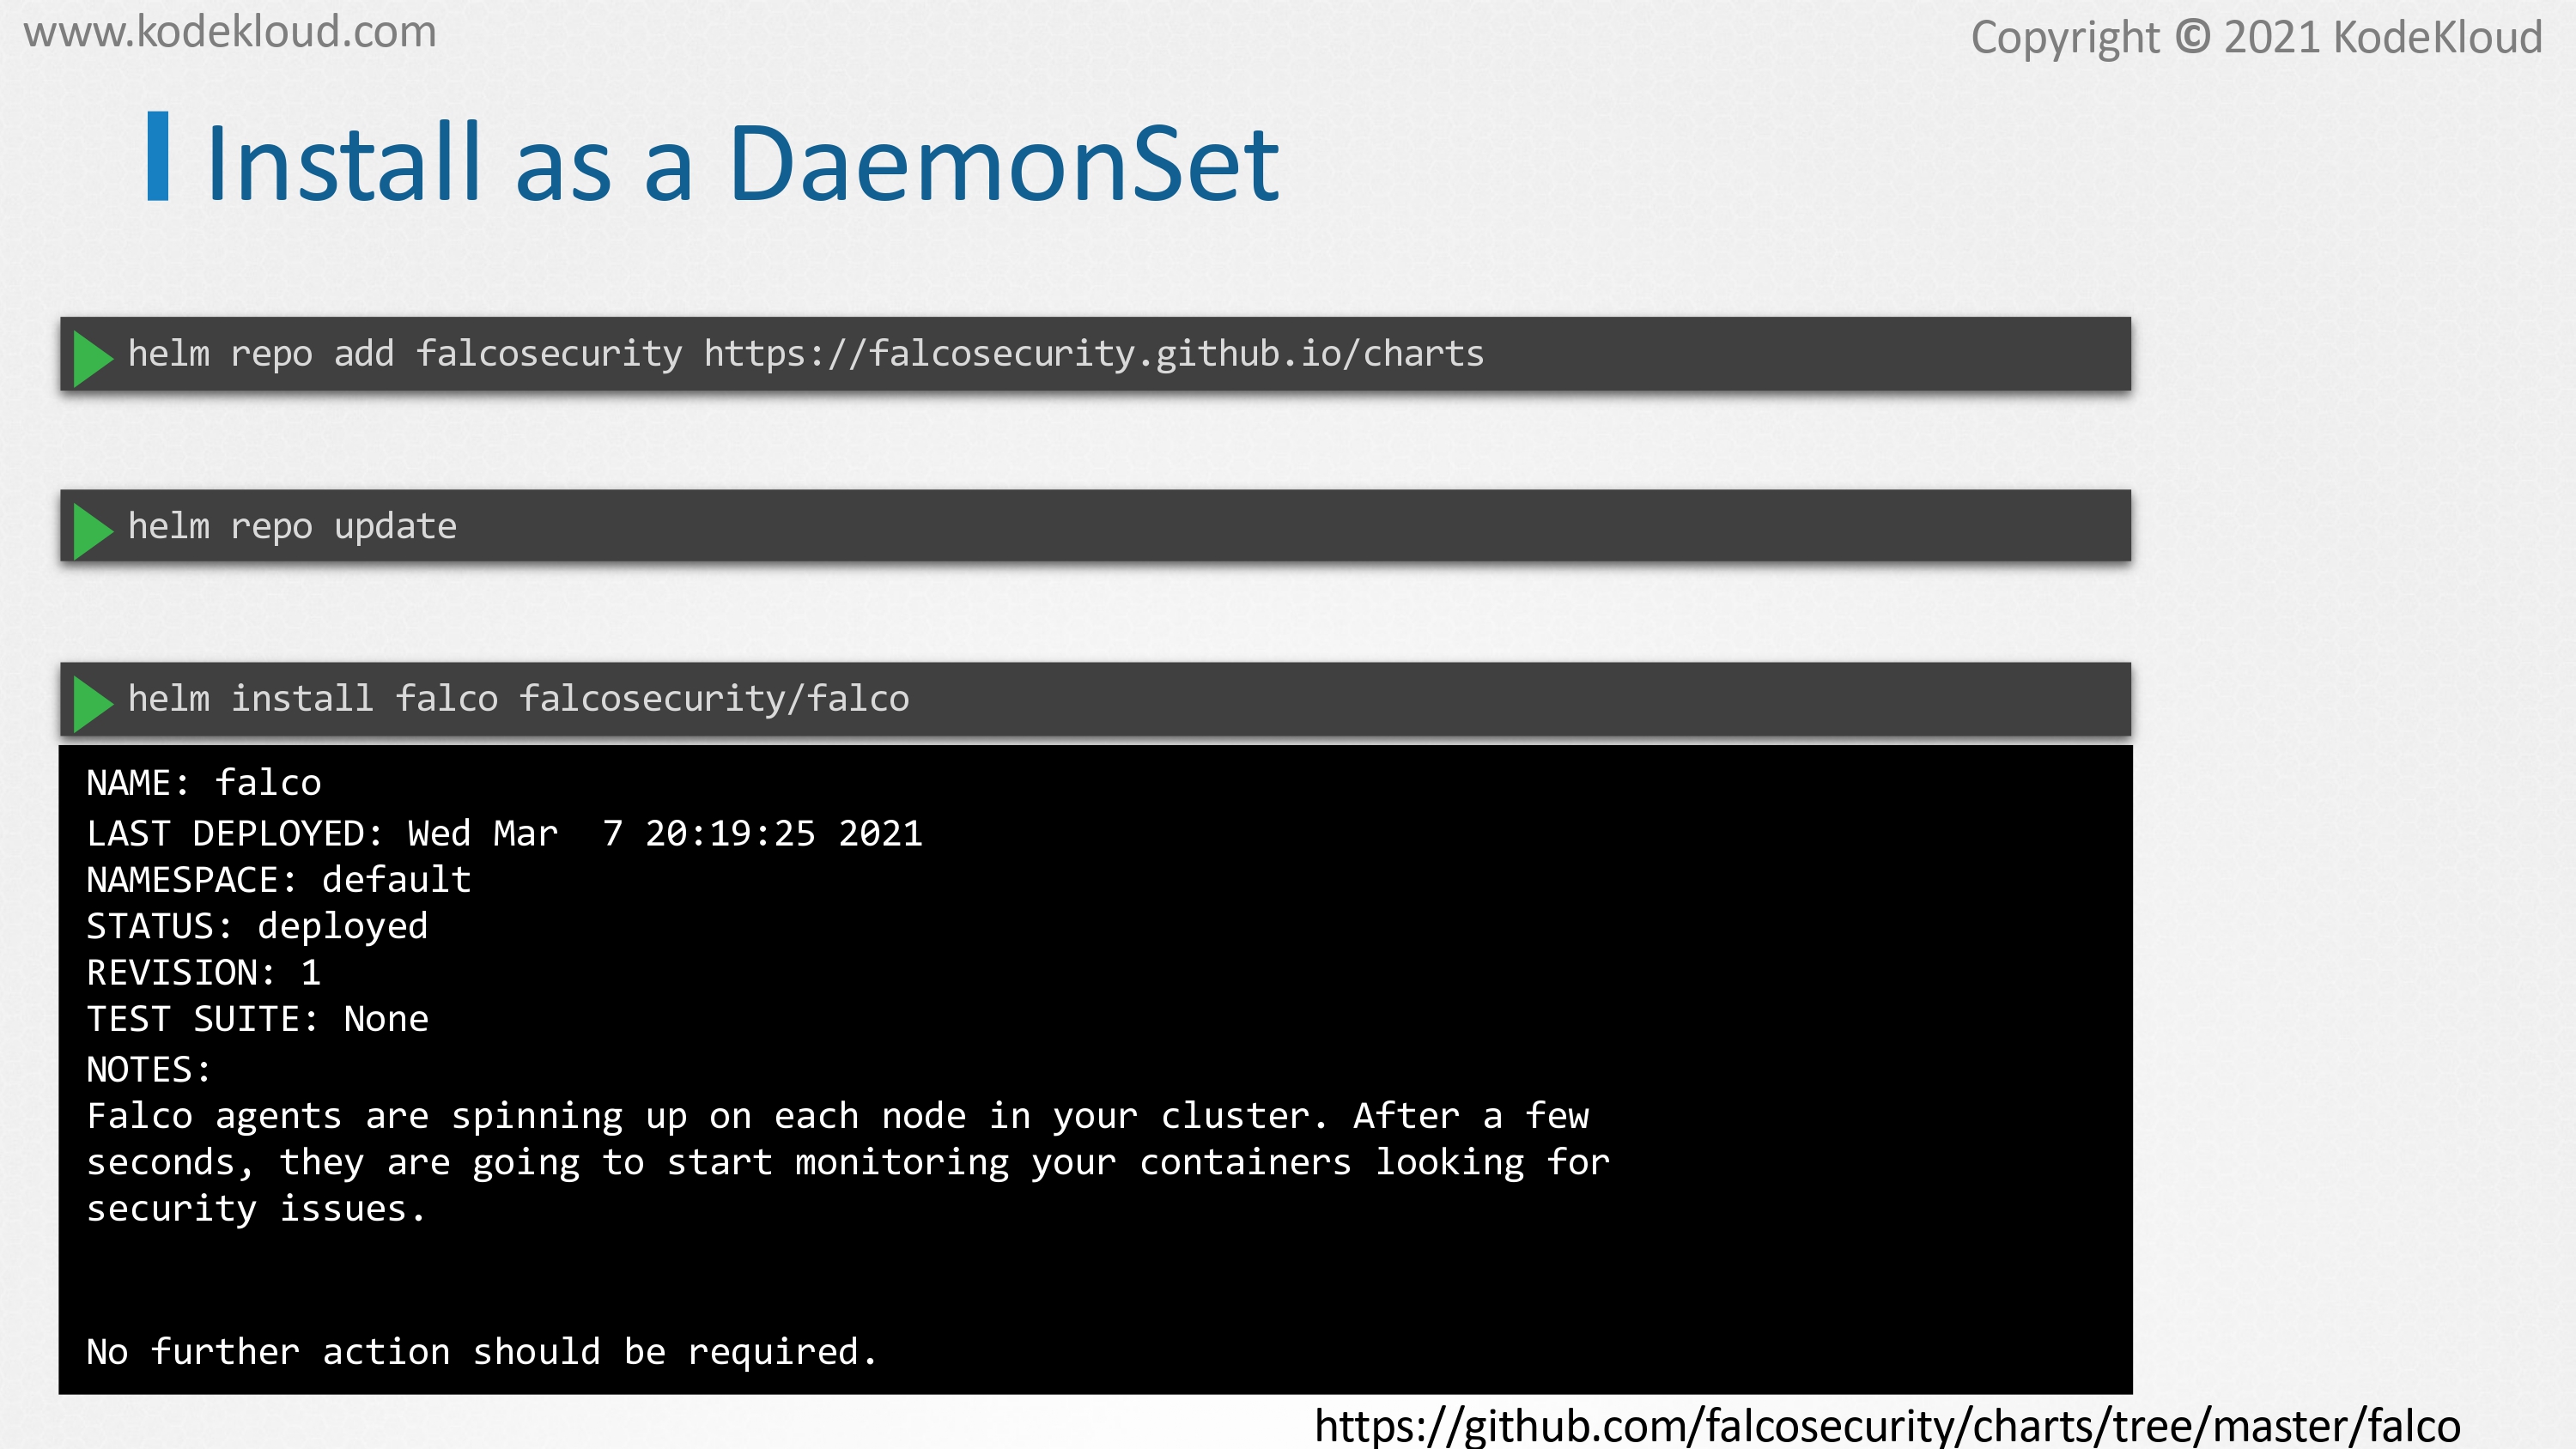 www.kodekloud.com
Copyright © 2021 KodeKloud
Install as a DaemonSet
helm repo add falcosecurity https://falcosecurity.github.io/charts
helm repo update
helm install falco falcosecurity/falco
NAME: falco
LAST DEPLOYED: Wed Mar  7 20:19:25 2021
NAMESPACE: default
STATUS: deployed
REVISION: 1
TEST SUITE: None
NOTES:
Falco agents are spinning up on each node in your cluster. After a few
seconds, they are going to start monitoring your containers looking for
security issues.
No further action should be required.
https://github.com/falcosecurity/charts/tree/master/falco